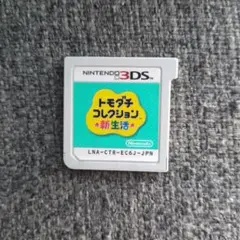 NINTENDO 3DS™
トモダチ
コレクション
新生活
Nintendo
LNA-CTR-EC6J-JPN